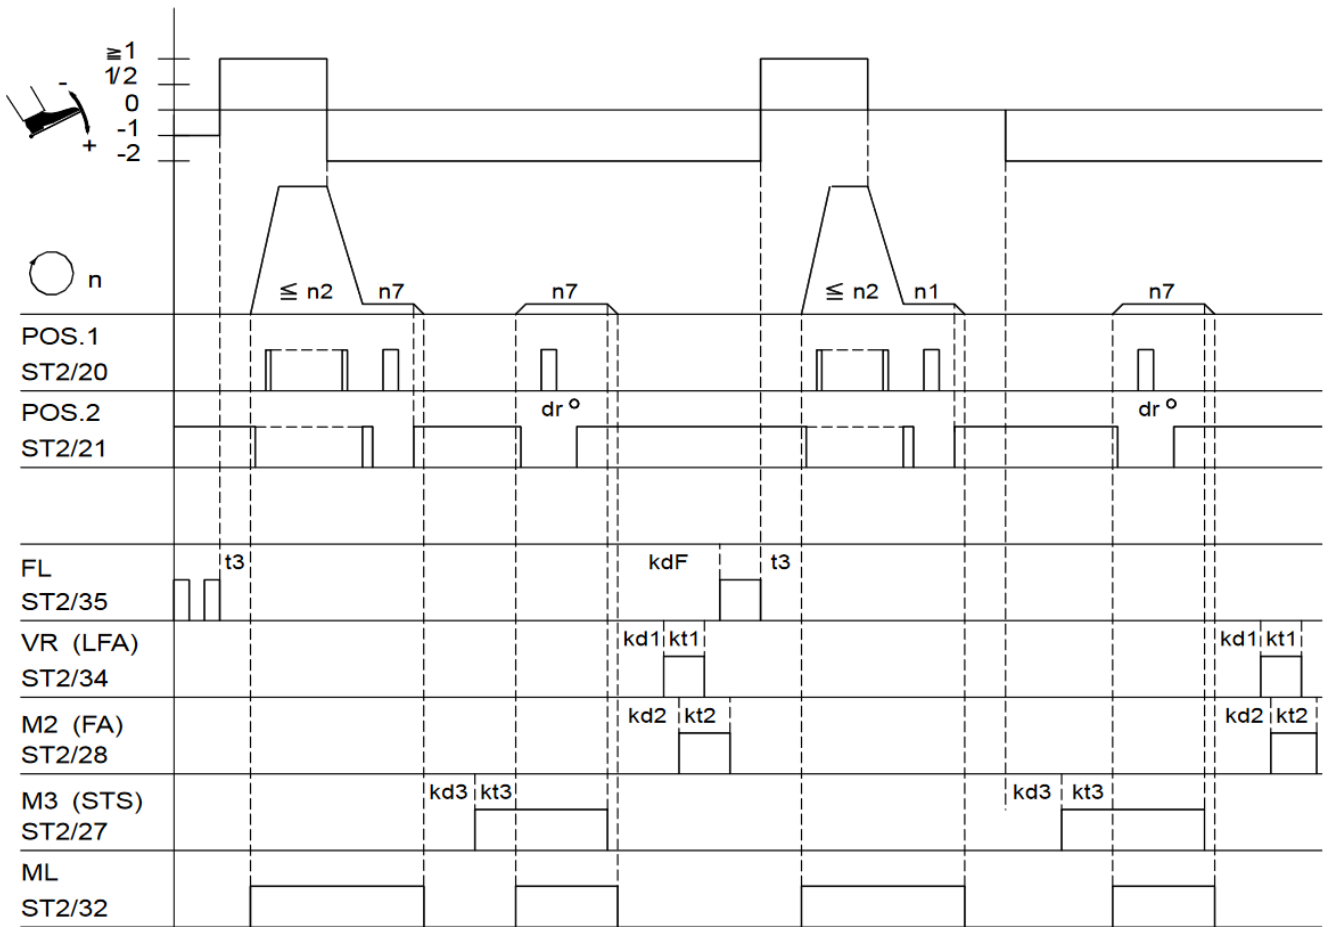 ≧1
1/2
0
-1
-2
-
+
n
≦ n2 n7 n7 ≦ n2 n1 n7
POS.1
ST2/20
POS.2 dr° dr°
ST2/21
FL t3 kdF t3
ST2/35
VR (LFA) kd1 kt1 kd1 kt1
ST2/34
M2 (FA) kd2 kt2 kd2 kt2
ST2/28
M3 (STS) kd3 kt3 kd3 kt3
ST2/27
ML
ST2/32